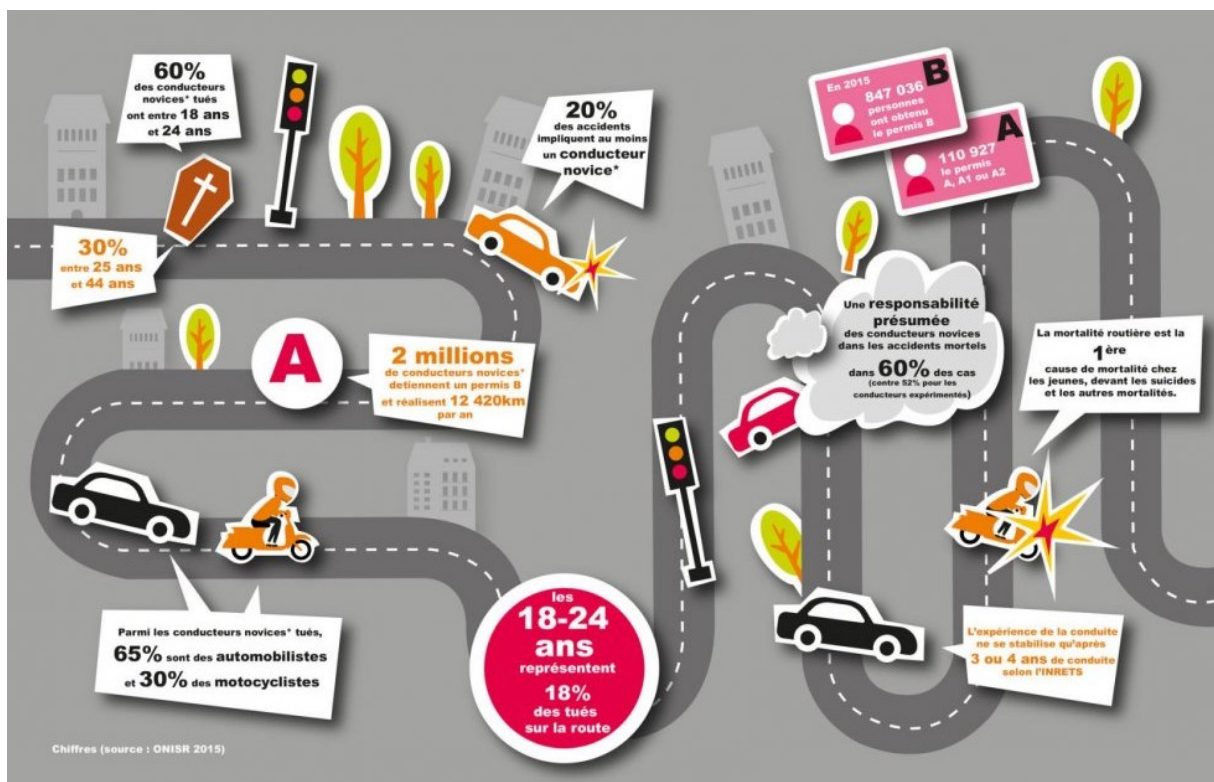 60%
des conducteurs
novices* tués
ont entre 18 ans
et 24 ans
30%
entre 25 ans
et 44 ans
20%
des accidents
impliquent au moins
un conducteur
novice*
A
2 millions
de conducteurs novices*
detiennent un permis B
et réalisent 12 420km
par an
Parmi les conducteurs novices* tués,
65% sont des automobilistes
et 30% des motocyclistes
les
18-24
ans
représentent
18%
des tués
sur la route
En 2015
B
847 036
personnes
ont obtenu
le permis B
A
110 927
le permis
A, A1 ou A2
Une responsabilité
présumée
des conducteurs novices
dans les accidents mortels
dans 60% des cas
(contre 52% pour les
conducteurs expérimentés)
La mortalité routière est la
1ère
cause de mortalité chez
les jeunes, devant les suicides
et les autres mortalités.
L'expérience de la conduite
ne se stabilise qu'après
3 ou 4 ans de conduite
selon l'INRETS
Chiffres (source : ONISR 2015)